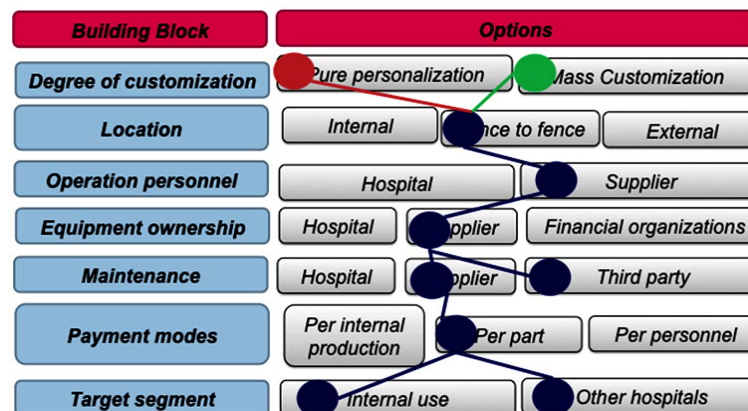 Building Block Options
Degree of customization Pure personalization Mass Customization
Location Internal nce to fence External
Operation personnel Hospital Supplier
Equipment ownership Hospital pplier Financial organizations
Maintenance Hospital pplier Third party
Payment modes Per internal production Per part Per personnel
Target segment Internal use Other hospitals